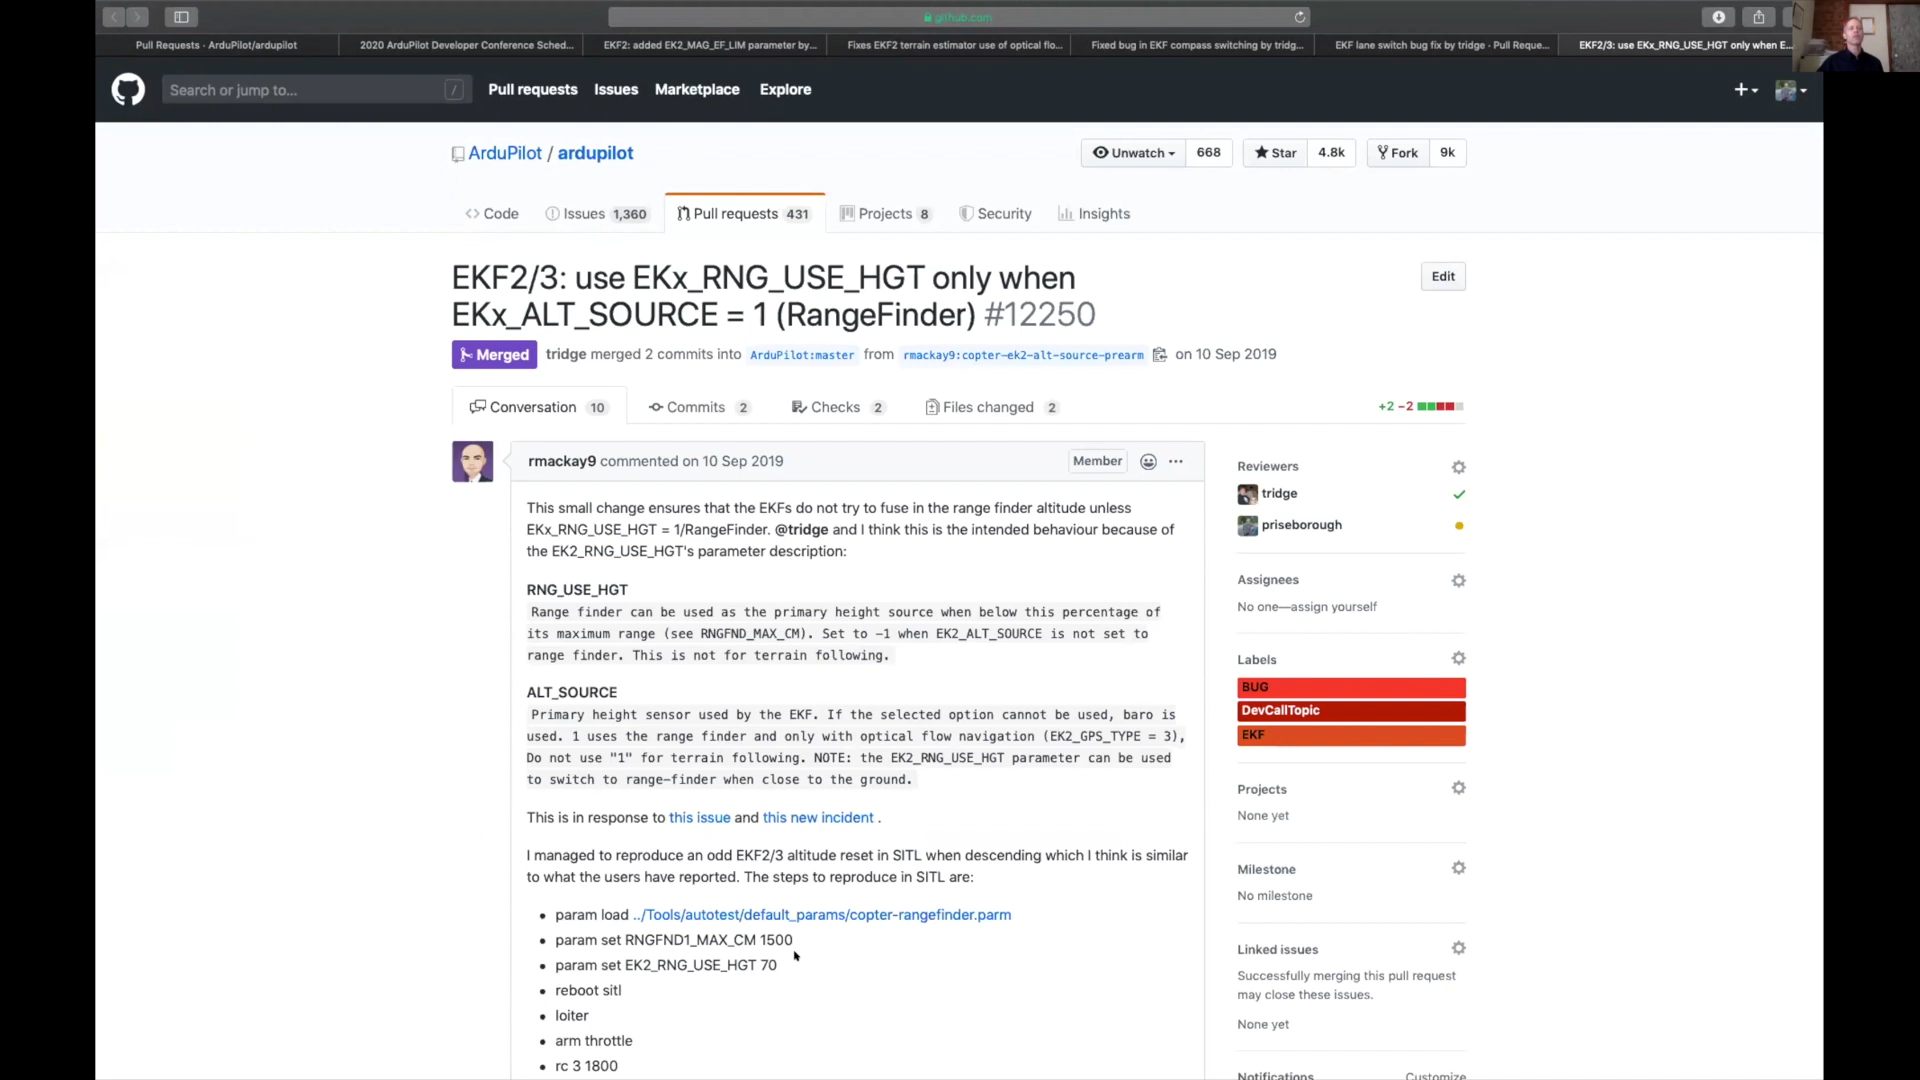 github.com
Pull Requests · ArduPilot/ardupilot
2020 ArduPilot Developer Conference Sched...
EKF2: added EK2_MAG_EF_LIM parameter by...
Fixes EKF2 terrain estimator use of optical flo...
Fixed bug in EKF compass switching by tridg...
EKF lane switch bug fix by tridge · Pull Reque...
EKF2/3: use EKx_RNG_USE_HGT only when E...
Search or jump to... /
Pull requests Issues Marketplace Explore
ArduPilot / ardupilot
Unwatch 668 Star 4.8k Fork 9k
Code Issues 1,360 Pull requests 431 Projects 8 Security Insights
EKF2/3: use EKx_RNG_USE_HGT only when
EKx_ALT_SOURCE = 1 (RangeFinder) #12250
Edit
Merged tridge merged 2 commits into ArduPilot:master from rmackay9:copter-ek2-alt-source-prearm on 10 Sep 2019
Conversation 10 Commits 2 Checks 2 Files changed 2
+2 −2
rmackay9 commented on 10 Sep 2019
Member
This small change ensures that the EKFs do not try to fuse in the range finder altitude unless
EKx_RNG_USE_HGT = 1/RangeFinder. @tridge and I think this is the intended behaviour because of
the EK2_RNG_USE_HGT's parameter description:
RNG_USE_HGT
Range finder can be used as the primary height source when below this percentage of
its maximum range (see RNGFND_MAX_CM). Set to -1 when EK2_ALT_SOURCE is not set to
range finder. This is not for terrain following.
ALT_SOURCE
Primary height sensor used by the EKF. If the selected option cannot be used, baro is
used. 1 uses the range finder and only with optical flow navigation (EK2_GPS_TYPE = 3),
Do not use "1" for terrain following. NOTE: the EK2_RNG_USE_HGT parameter can be used
to switch to range-finder when close to the ground.
This is in response to this issue and this new incident .
I managed to reproduce an odd EKF2/3 altitude reset in SITL when descending which I think is similar
to what the users have reported. The steps to reproduce in SITL are:
• param load ../Tools/autotest/default_params/copter-rangefinder.parm
• param set RNGFND1_MAX_CM 1500
• param set EK2_RNG_USE_HGT 70
• reboot sitl
• loiter
• arm throttle
• rc 3 1800
Reviewers
tridge
priseborough
Assignees
No one—assign yourself
Labels
BUG
DevCallTopic
EKF
Projects
None yet
Milestone
No milestone
Linked issues
Successfully merging this pull request
may close these issues.
None yet
Notifications Customize